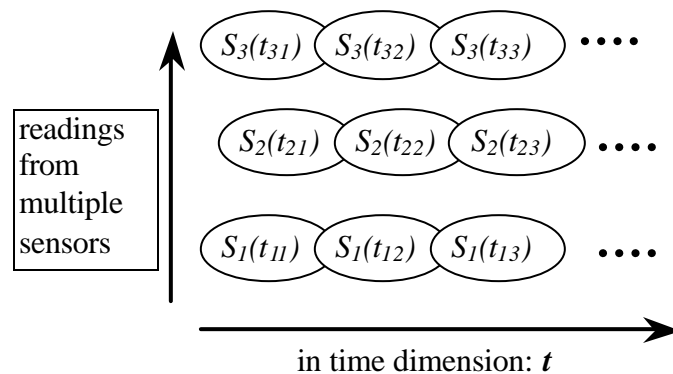 S₃(t₃₁) S₃(t₃₂) S₃(t₃₃) ••••
readings
from
multiple
sensors
S₂(t₂₁) S₂(t₂₂) S₂(t₂₃) ••••
S₁(t₁₁) S₁(t₁₂) S₁(t₁₃) ••••
in time dimension: t